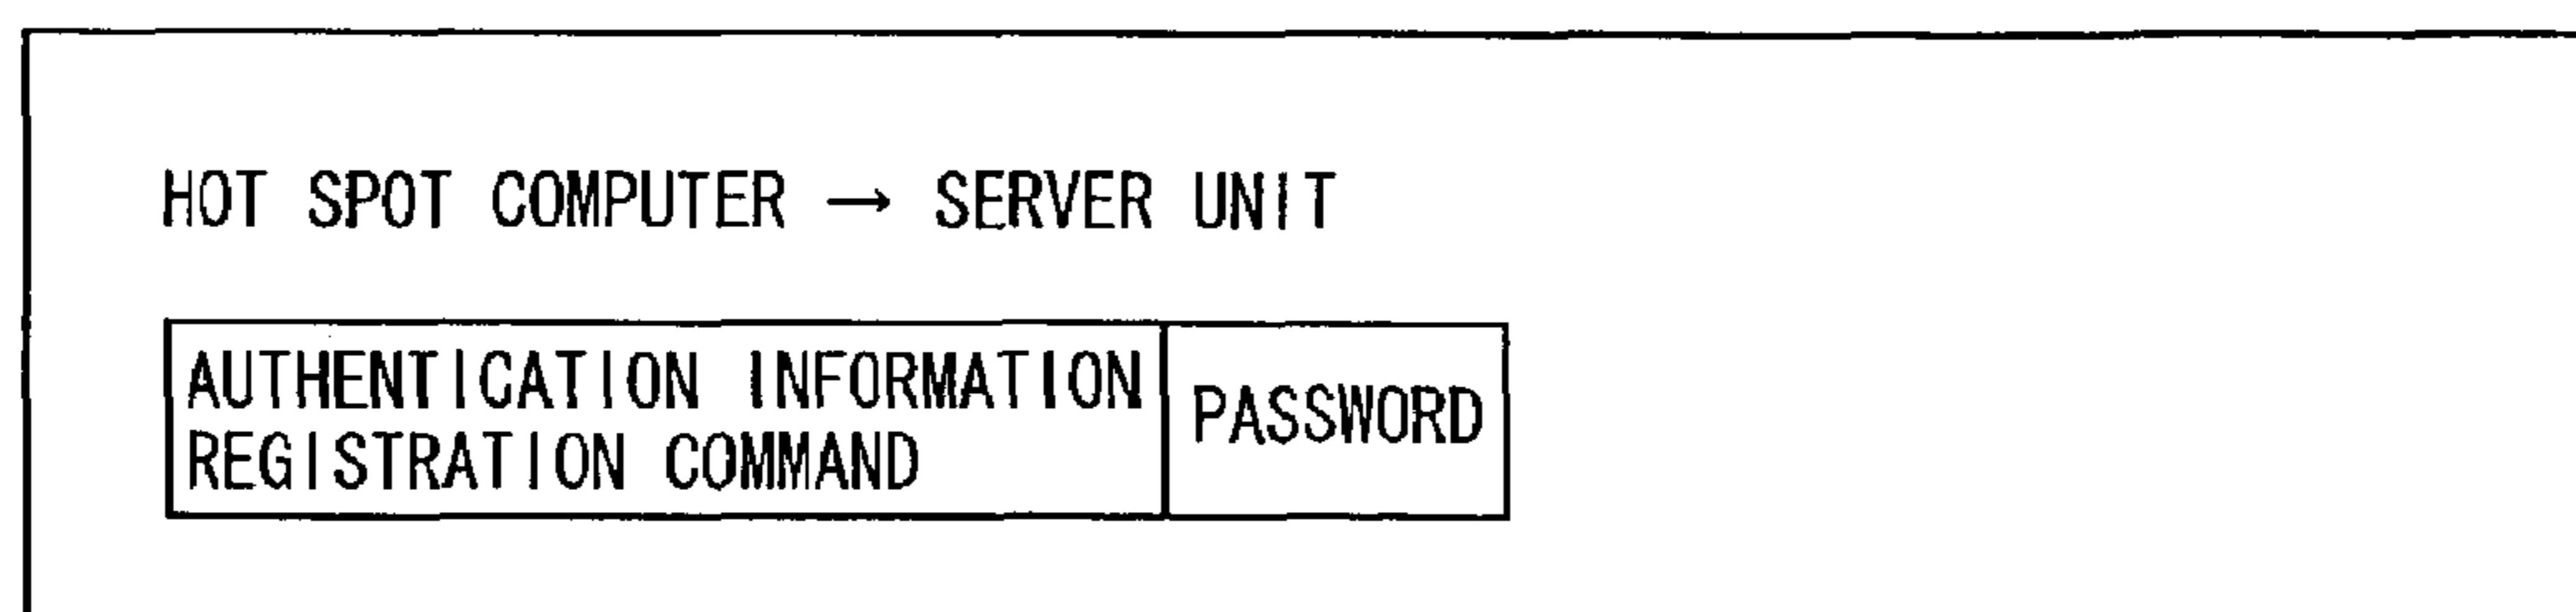 HOT SPOT COMPUTER → SERVER UNIT
AUTHENTICATION INFORMATION
REGISTRATION COMMAND
PASSWORD